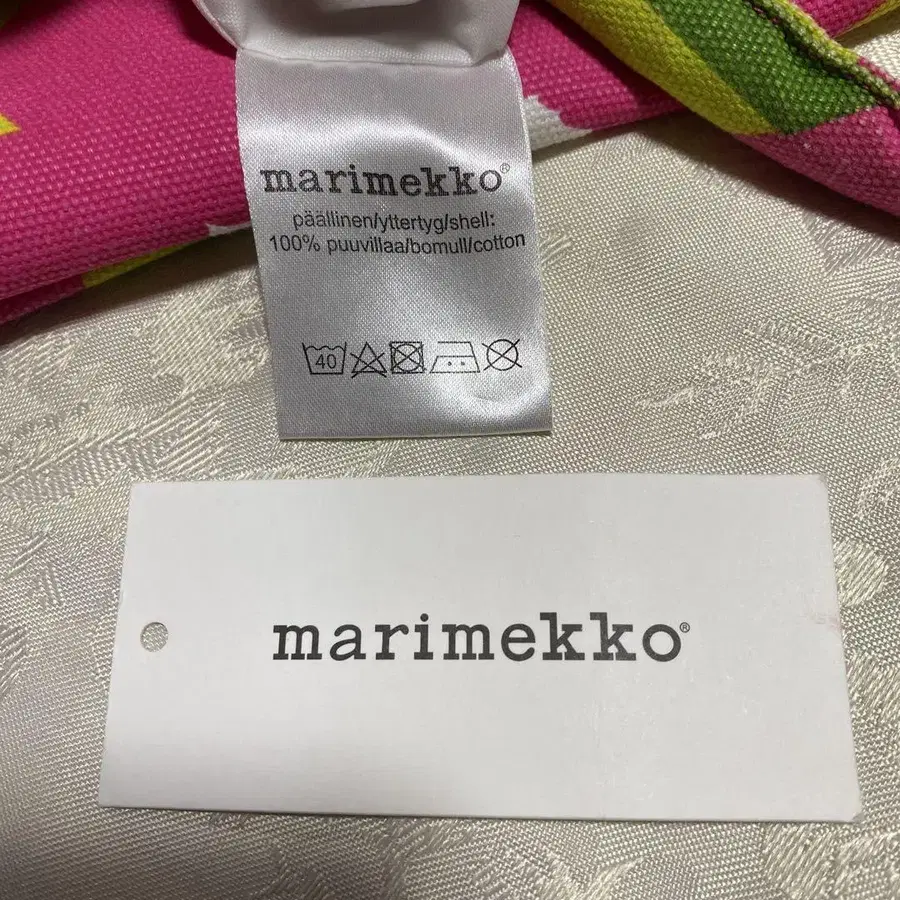 marimekko®
päällinen/yttertyg/shell:
100% puuvillaa/bomull/cotton
40
marimekko®